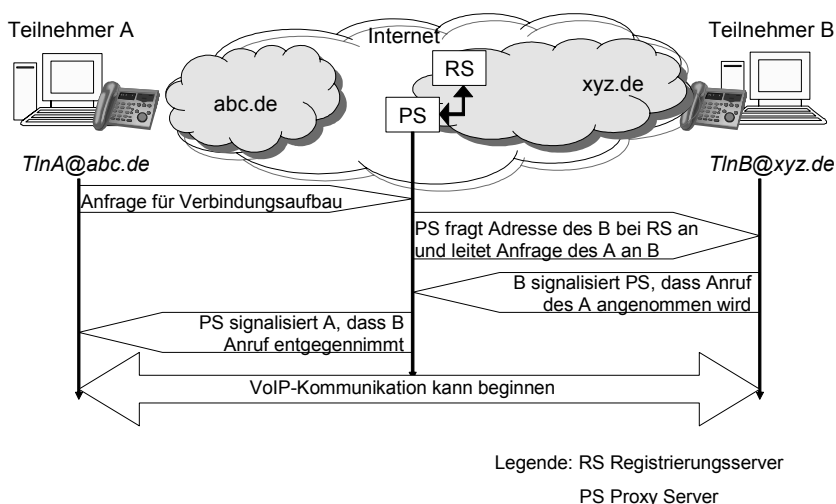 Teilnehmer A
Internet
Teilnehmer B
RS
abc.de
xyz.de
PS
TlnA@abc.de
TlnB@xyz.de
Anfrage für Verbindungsaufbau
PS fragt Adresse des B bei RS an
und leitet Anfrage des A an B
B signalisiert PS, dass Anruf
des A angenommen wird
PS signalisiert A, dass B
Anruf entgegennimmt
VoIP-Kommunikation kann beginnen
Legende: RS Registrierungsserver
PS Proxy Server